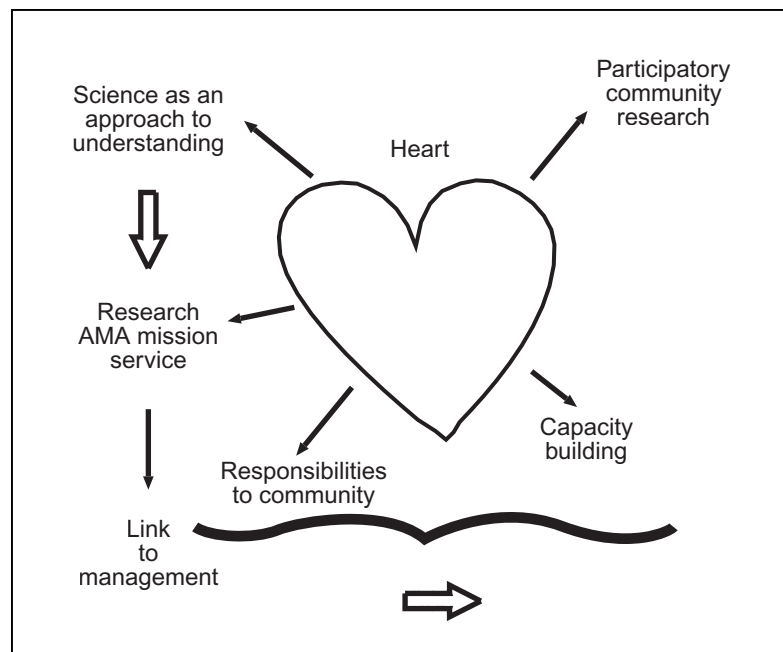 Science as an
approach to
understanding
Heart
Participatory
community
research
Research
AMA mission
service
Capacity
building
Responsibilities
to community
Link
to
management